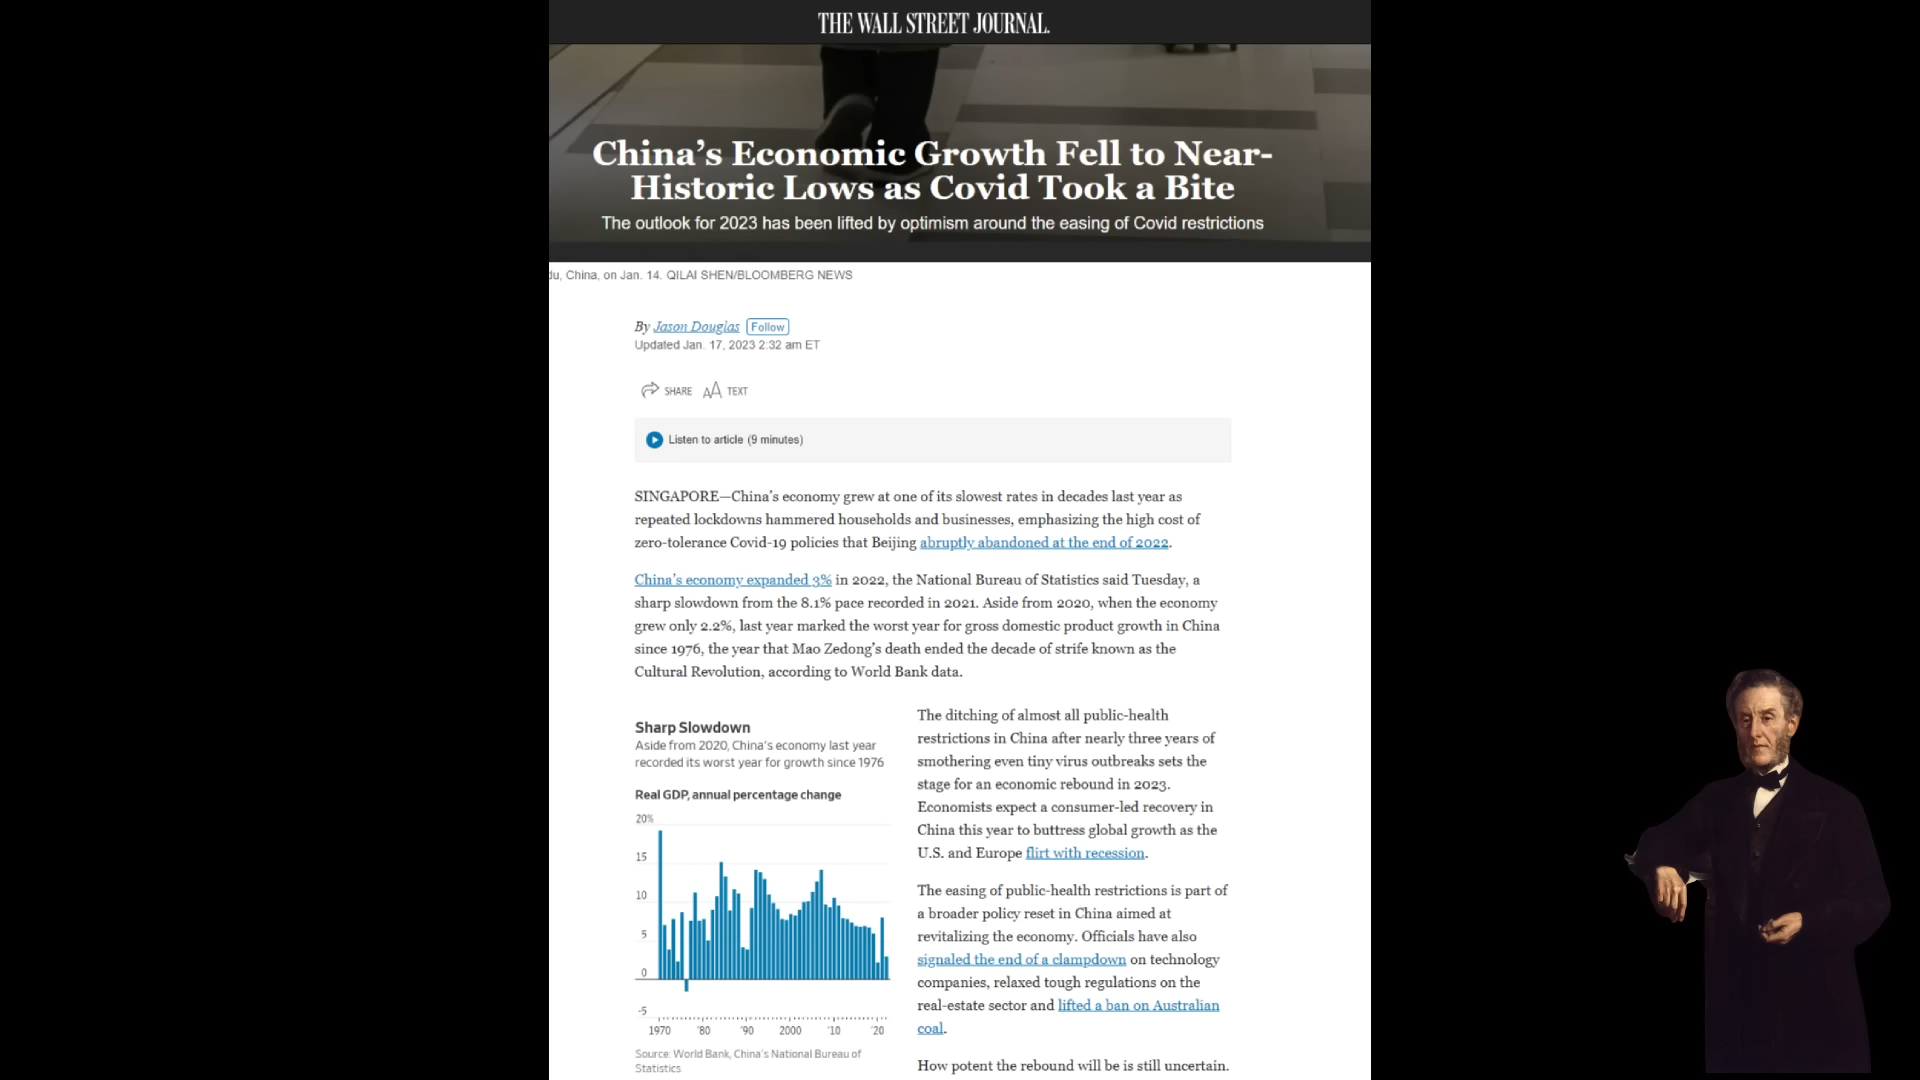 THE WALL STREET JOURNAL.
China’s Economic Growth Fell to Near-
Historic Lows as Covid Took a Bite
The outlook for 2023 has been lifted by optimism around the easing of Covid restrictions
du, China, on Jan. 14. QILAI SHEN/BLOOMBERG NEWS
By Jason Douglas Follow
Updated Jan. 17, 2023 2:32 am ET
SHARE AA TEXT
Listen to article (9 minutes)
SINGAPORE—China’s economy grew at one of its slowest rates in decades last year as
repeated lockdowns hammered households and businesses, emphasizing the high cost of
zero-tolerance Covid-19 policies that Beijing abruptly abandoned at the end of 2022.
China’s economy expanded 3% in 2022, the National Bureau of Statistics said Tuesday, a
sharp slowdown from the 8.1% pace recorded in 2021. Aside from 2020, when the economy
grew only 2.2%, last year marked the worst year for gross domestic product growth in China
since 1976, the year that Mao Zedong’s death ended the decade of strife known as the
Cultural Revolution, according to World Bank data.
Sharp Slowdown
Aside from 2020, China’s economy last year
recorded its worst year for growth since 1976
Real GDP, annual percentage change
20%
15
10
5
0
-5
1970 ’80 ’90 2000 ’10 ’20
Source: World Bank, China’s National Bureau of
Statistics
The ditching of almost all public-health
restrictions in China after nearly three years of
smothering even tiny virus outbreaks sets the
stage for an economic rebound in 2023.
Economists expect a consumer-led recovery in
China this year to buttress global growth as the
U.S. and Europe flirt with recession.
The easing of public-health restrictions is part of
a broader policy reset in China aimed at
revitalizing the economy. Officials have also
signaled the end of a clampdown on technology
companies, relaxed tough regulations on the
real-estate sector and lifted a ban on Australian
coal.
How potent the rebound will be is still uncertain.